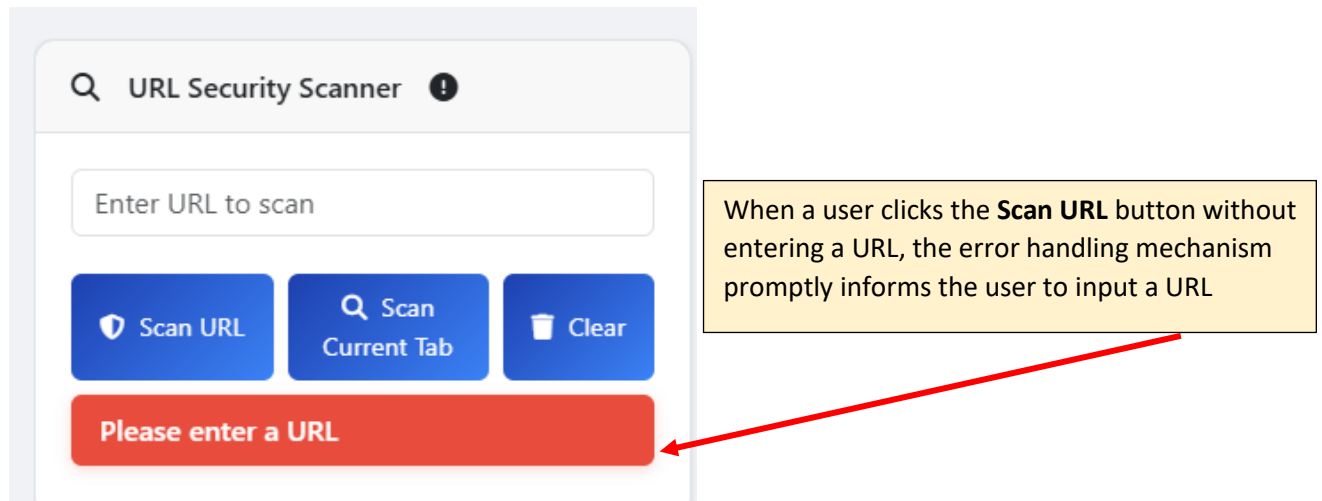 URL Security Scanner
Enter URL to scan
Scan URL
Scan
Current Tab
Clear
Please enter a URL
When a user clicks the Scan URL button without
entering a URL, the error handling mechanism
promptly informs the user to input a URL